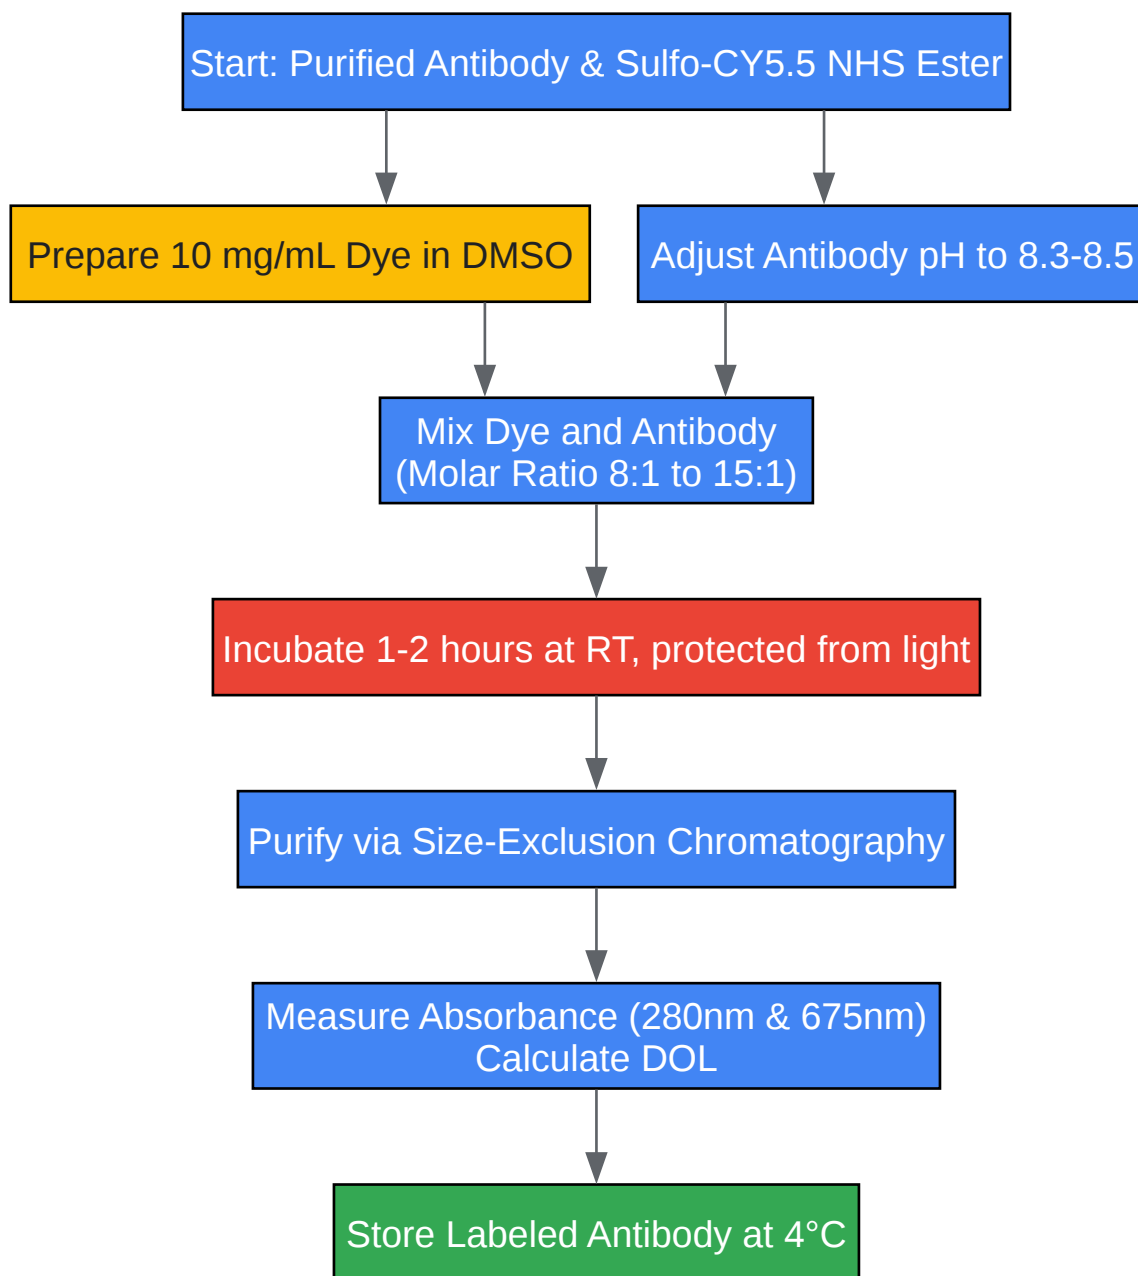 Start: Purified Antibody & Sulfo-CY5.5 NHS Ester
Prepare 10 mg/mL Dye in DMSO
Adjust Antibody pH to 8.3-8.5
Mix Dye and Antibody
(Molar Ratio 8:1 to 15:1)
Incubate 1-2 hours at RT, protected from light
Purify via Size-Exclusion Chromatography
Measure Absorbance (280nm & 675nm)
Calculate DOL
Store Labeled Antibody at 4°C